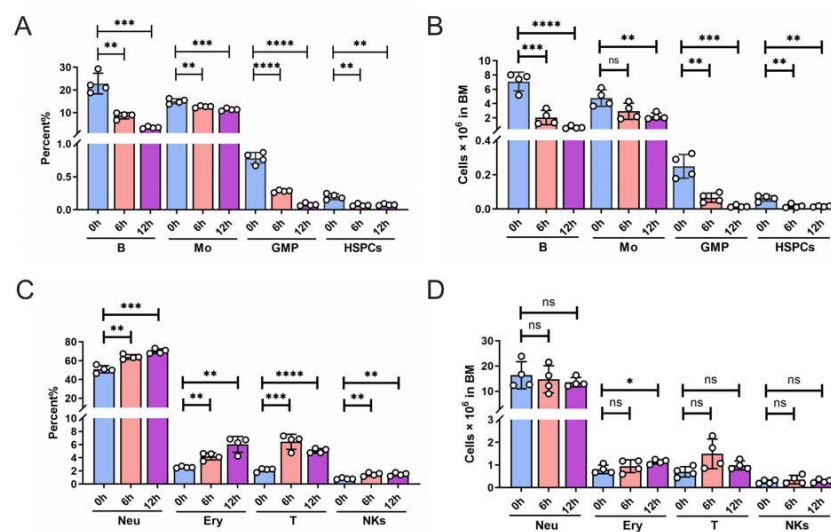 A
*** *** **** **
** ** **** **
30
20
10
1.0
0.5
0.0
Percent%
0h 6h 12h 0h 6h 12h 0h 6h 12h 0h 6h 12h
B Mo GMP HSPCs
B
**** ** *** **
*** ns ** **
10
8
6
4
2
0.4
0.2
0.0
Cells × 10⁶ in BM
0h 6h 12h 0h 6h 12h 0h 6h 12h 0h 6h 12h
B Mo GMP HSPCs
C
*** ** **** **
** ** *** **
80
60
40
8
6
4
2
0
Percent%
0h 6h 12h 0h 6h 12h 0h 6h 12h 0h 6h 12h
Neu Ery T NKs
D
ns * ns ns
ns ns ns ns
30
20
10
3
2
1
0
Cells × 10⁶ in BM
0h 6h 12h 0h 6h 12h 0h 6h 12h 0h 6h 12h
Neu Ery T NKs